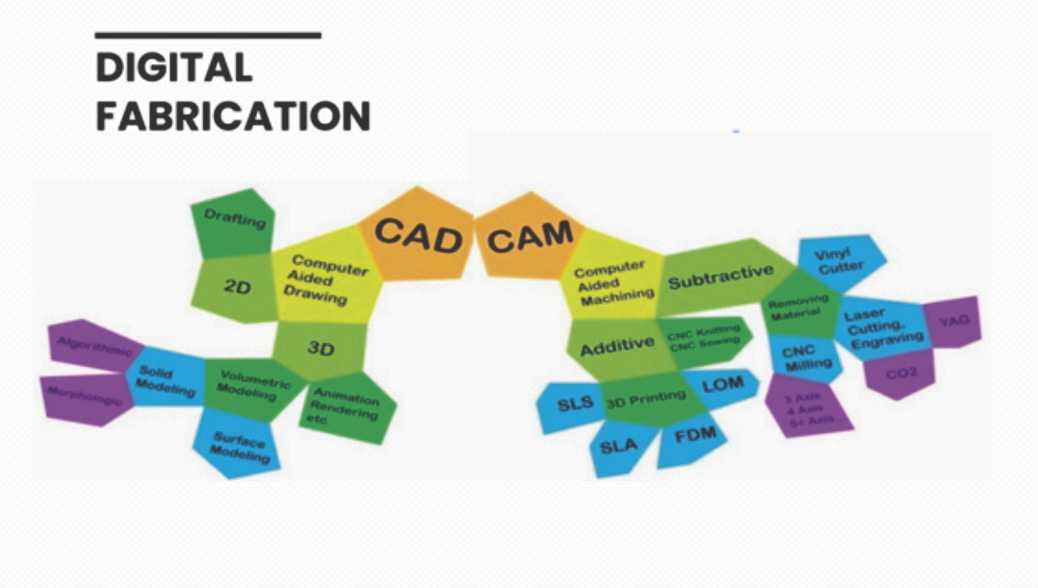 DIGITAL
FABRICATION
CAD
CAM
Drafting
2D
Computer
Aided
Drawing
3D
Volumetric
Modeling
Animation
Rendering
etc.
Solid
Modeling
Surface
Modeling
Algorithmic
Morphologic
Computer
Aided
Machining
Subtractive
Removing
Material
Vinyl
Cutter
Laser
Cutting,
Engraving
YAG
CO2
CNC
Milling
3 Axis
4 Axis
5+ Axis
Additive
CNC Knitting
CNC Sewing
3D Printing
LOM
SLS
SLA
FDM